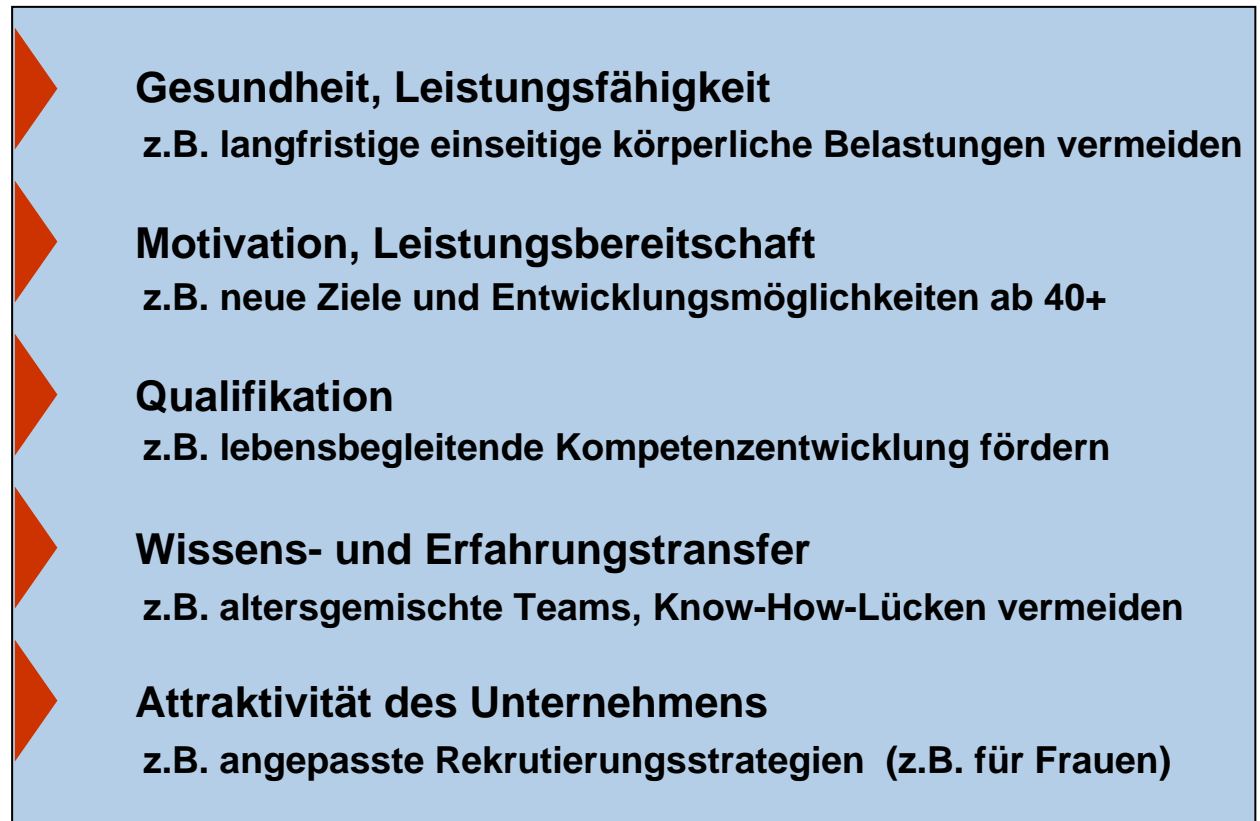 Gesundheit, Leistungsfähigkeit
z.B. langfristige einseitige körperliche Belastungen vermeiden
Motivation, Leistungsbereitschaft
z.B. neue Ziele und Entwicklungsmöglichkeiten ab 40+
Qualifikation
z.B. lebensbegleitende Kompetenzentwicklung fördern
Wissens- und Erfahrungstransfer
z.B. altersgemischte Teams, Know-How-Lücken vermeiden
Attraktivität des Unternehmens
z.B. angepasste Rekrutierungsstrategien (z.B. für Frauen)